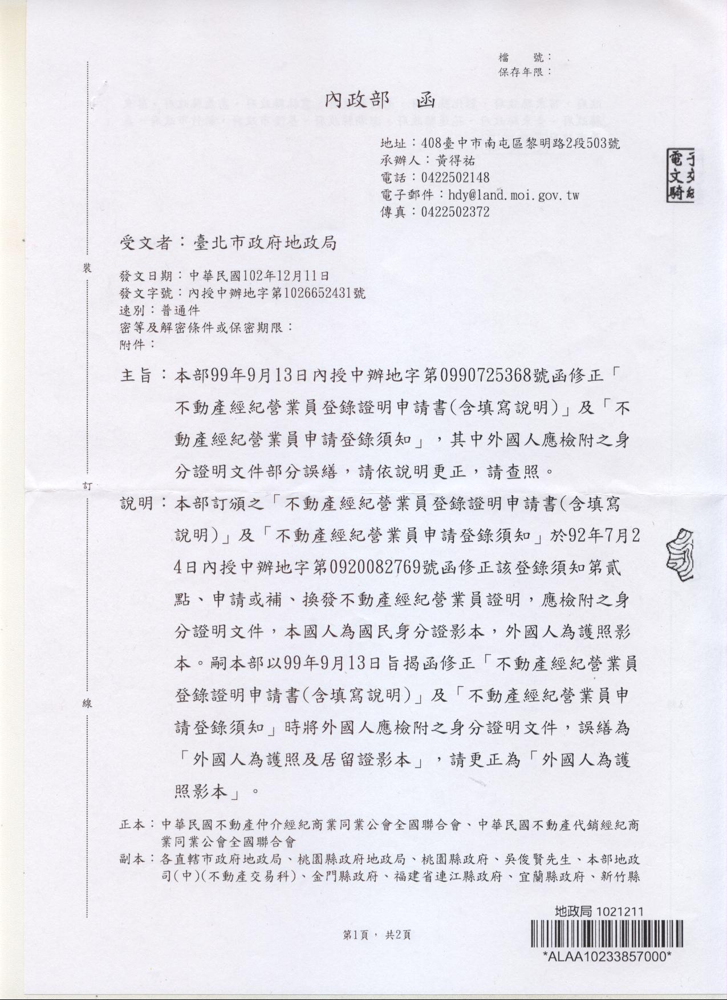 檔　　號：
保存年限：
內政部　函
地址：408臺中市南屯區黎明路2段503號
承辦人：黃得祐
電話：0422502148
電子郵件：hdy@land.moi.gov.tw
傳真：0422502372
電子
文交
騎
受文者：臺北市政府地政局
發文日期：中華民國102年12月11日
發文字號：內授中辦地字第1026652431號
速別：普通件
密等及解密條件或保密期限：
附件：
主旨：本部99年9月13日內授中辦地字第0990725368號函修正「
不動產經紀營業員登錄證明申請書(含填寫說明)」及「不
動產經紀營業員申請登錄須知」，其中外國人應檢附之身
分證明文件部分誤繕，請依說明更正，請查照。
說明：本部訂頒之「不動產經紀營業員登錄證明申請書(含填寫
說明)」及「不動產經紀營業員申請登錄須知」於92年7月2
4日內授中辦地字第0920082769號函修正該登錄須知第貳
點、申請或補、換發不動產經紀營業員證明，應檢附之身
分證明文件，本國人為國民身分證影本，外國人為護照影
本。嗣本部以99年9月13日旨揭函修正「不動產經紀營業員
登錄證明申請書(含填寫說明)」及「不動產經紀營業員申
請登錄須知」時將外國人應檢附之身分證明文件，誤繕為
「外國人為護照及居留證影本」，請更正為「外國人為護
照影本」。
正本：中華民國不動產仲介經紀商業同業公會全國聯合會、中華民國不動產代銷經紀商
業同業公會全國聯合會
副本：各直轄市政府地政局、桃園縣政府地政局、桃園縣政府、吳俊賢先生、本部地政
司(中)(不動產交易科)、金門縣政府、福建省連江縣政府、宜蘭縣政府、新竹縣
裝
訂
線
地政局 1021211
*ALAA10233857000*
第1頁，共2頁